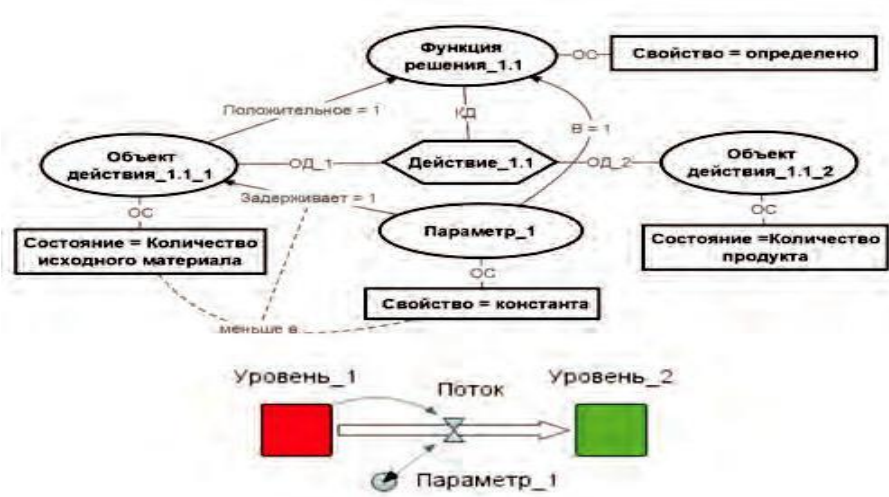 Функция
решения_1.1
ОС
Свойство = определено
Положительное = 1
КД
В = 1
Объект
действия_1.1_1
ОД_1
Действие_1.1
ОД_2
Объект
действия_1.1_2
Задерживает = 1
ОС
Параметр_1
ОС
Состояние = Количество
исходного материала
Состояние =Количество
продукта
ОС
Свойство = константа
меньше в
Уровень_1
Поток
Уровень_2
Параметр_1